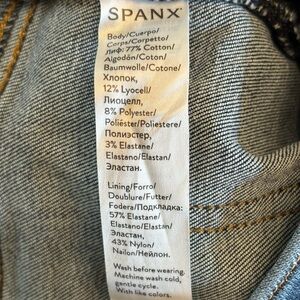 SPANX®
Body/Cuerpo/
Corps/Corpetto/
Лиф: 77% Cotton/
Algodón/Coton/
Baumwolle/Cotone/
Хлопок,
12% Lyocell/
Лиоцелл,
8% Polyester/
Poliéster/Poliestere/
Полиэстер,
3% Elastane/
Elastano/Elastan/
Эластан.
Lining/Forro/
Doublure/Futter/
Fodera/Подкладка:
57% Elastane/
Elastano/Elastan/
Эластан,
43% Nylon/
Nailon/Нейлон.
Wash before wearing.
Machine wash cold,
gentle cycle.
Wash like colors.